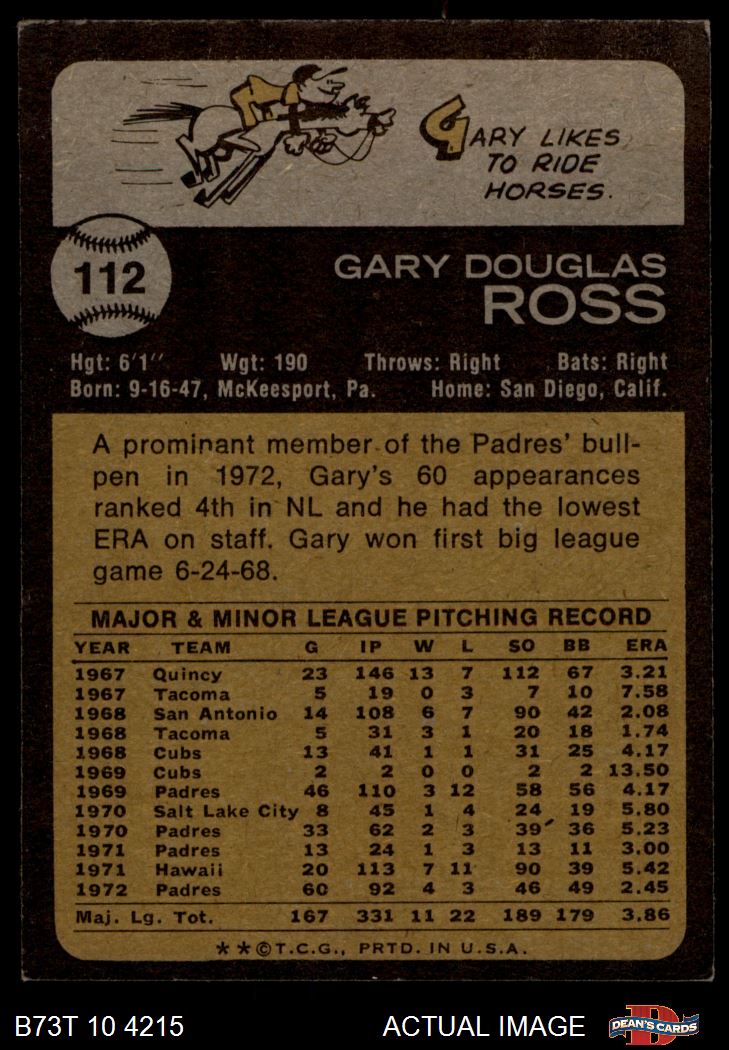 GARY LIKES
TO RIDE
HORSES.
112
GARY DOUGLAS
ROSS
Hgt: 6'1'' Wgt: 190 Throws: Right Bats: Right
Born: 9-16-47, McKeesport, Pa. Home: San Diego, Calif.
A prominant member of the Padres' bull-
pen in 1972, Gary's 60 appearances
ranked 4th in NL and he had the lowest
ERA on staff. Gary won first big league
game 6-24-68.
MAJOR & MINOR LEAGUE PITCHING RECORD
YEAR TEAM G IP W L SO BB ERA
1967 Quincy 23 146 13 7 112 67 3.21
1967 Tacoma 5 19 0 3 7 10 7.58
1968 San Antonio 14 108 6 7 90 42 2.08
1968 Tacoma 5 31 3 1 20 18 1.74
1968 Cubs 13 41 1 1 31 25 4.17
1969 Cubs 2 2 0 0 2 2 13.50
1969 Padres 46 110 3 12 58 56 4.17
1970 Salt Lake City 8 45 1 4 24 19 5.80
1970 Padres 33 62 2 3 39 36 5.23
1971 Padres 13 24 1 3 13 11 3.00
1971 Hawaii 20 113 7 11 90 39 5.42
1972 Padres 60 92 4 3 46 49 2.45
Maj. Lg. Tot. 167 331 11 22 189 179 3.86
**©T.C.G., PRTD. IN U.S.A.
B73T 10 4215 ACTUAL IMAGE DEAN'S CARDS